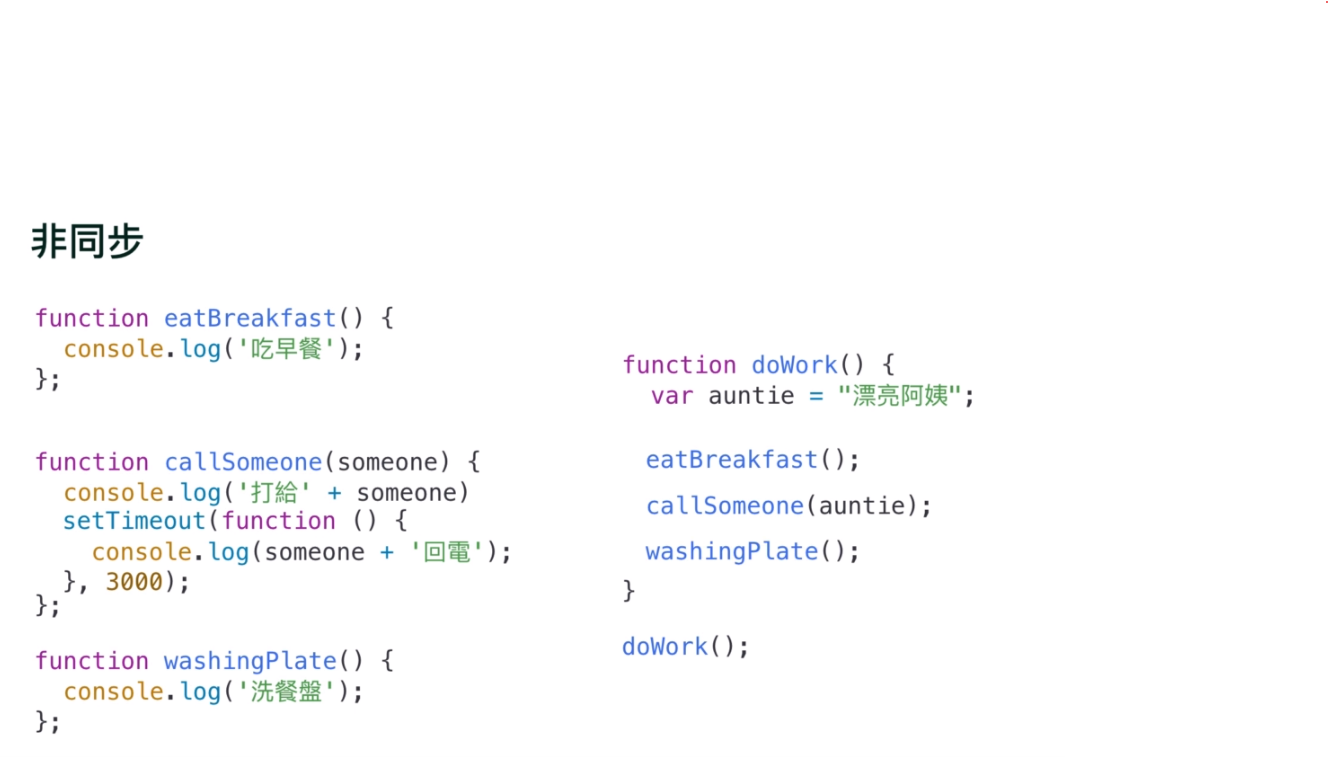 非同步
function eatBreakfast() {
  console.log('吃早餐');
};
function callSomeone(someone) {
  console.log('打給' + someone)
  setTimeout(function () {
    console.log(someone + '回電');
  }, 3000);
};
function washingPlate() {
  console.log('洗餐盤');
};
function doWork() {
  var auntie = "漂亮阿姨";
  eatBreakfast();
  callSomeone(auntie);
  washingPlate();
}
doWork();